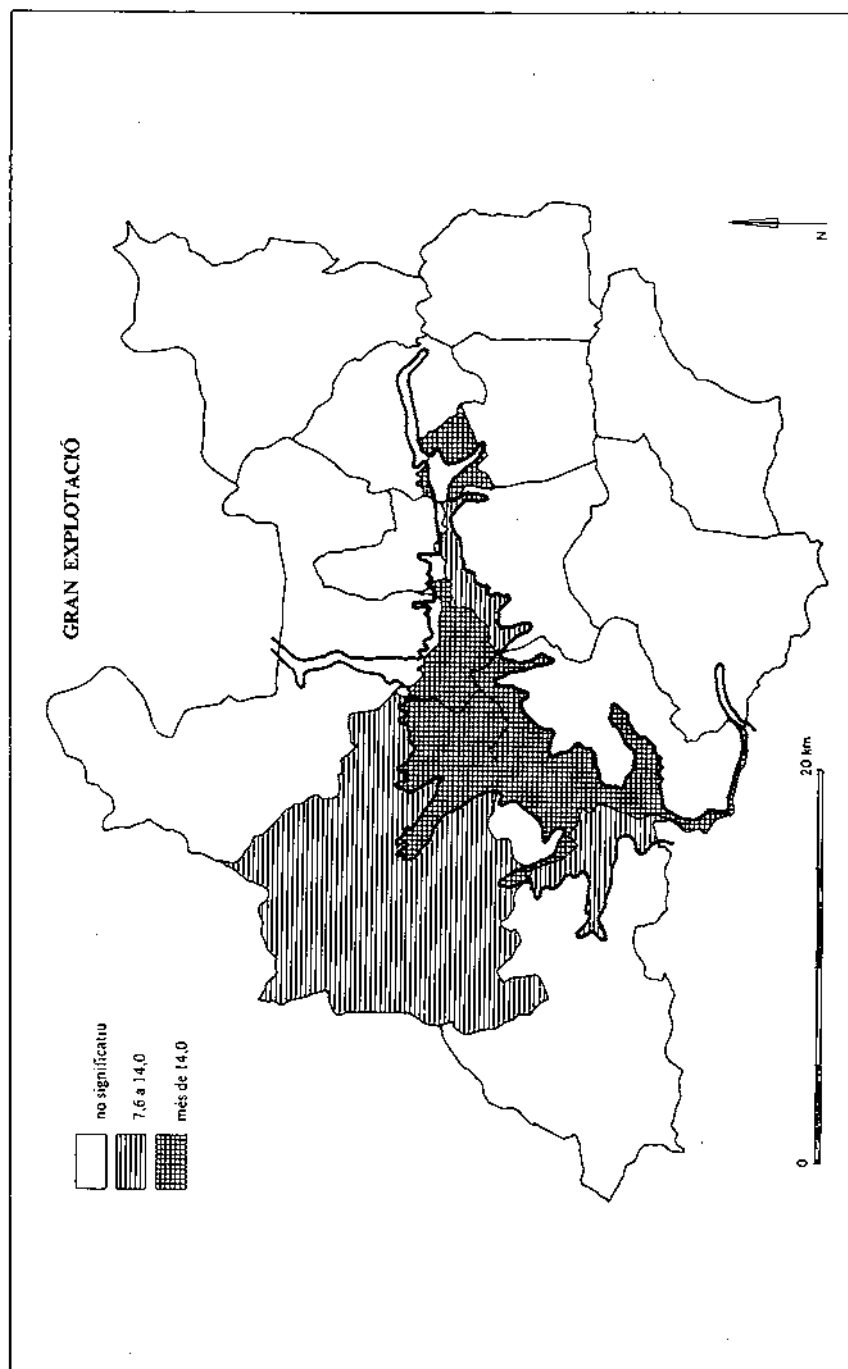 GRAN EXPLOTACIÓ
no significatiu
7,6 a 14,0
més de 14,0
0
20 km
N